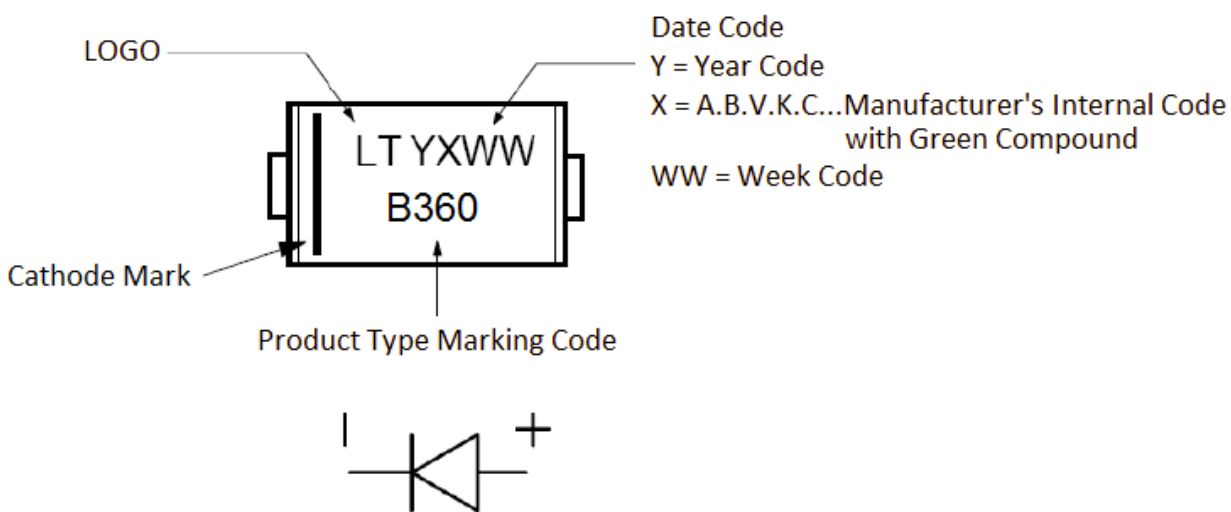 LOGO
Date Code
Y = Year Code
X = A.B.V.K.C...Manufacturer's Internal Code
with Green Compound
WW = Week Code
LT YXWW
B360
Cathode Mark
Product Type Marking Code
| +